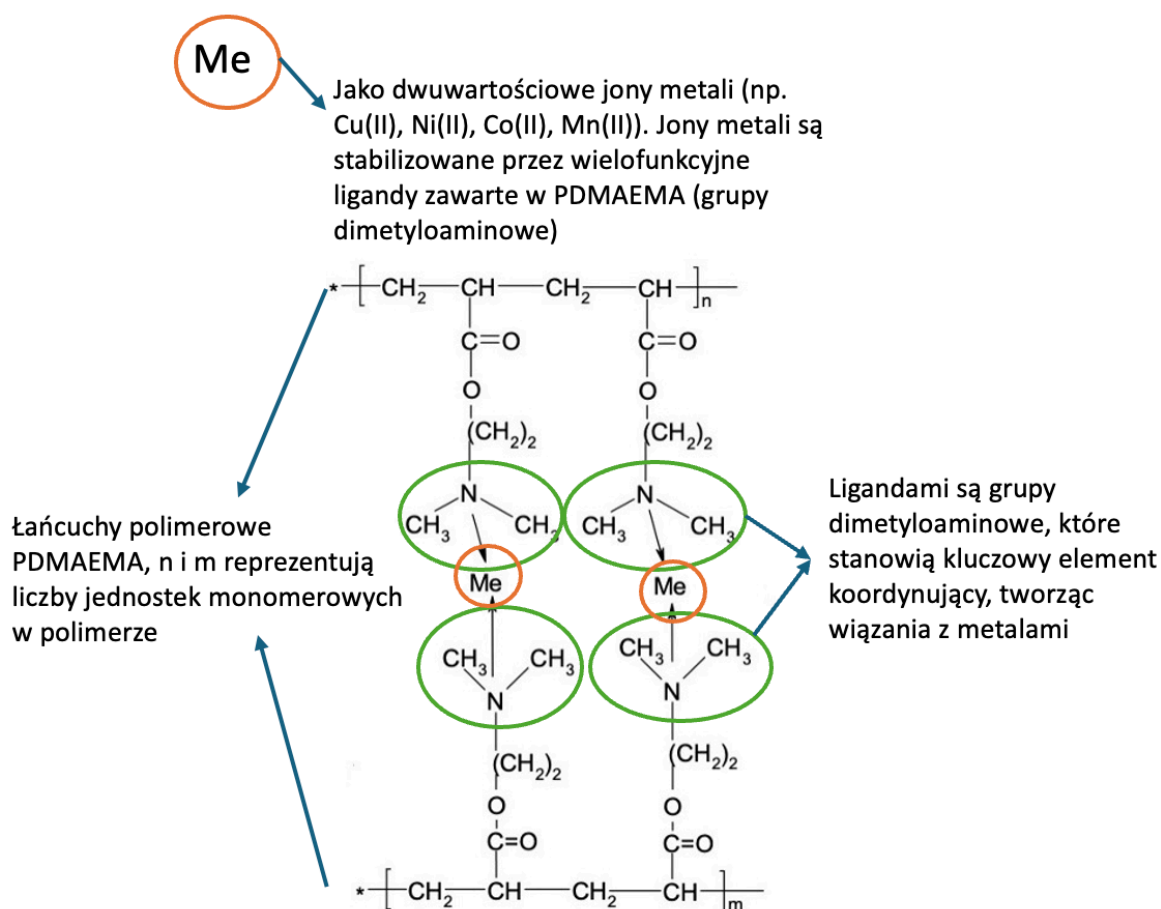 Me
Jako dwuwartościowe jony metali (np.
Cu(II), Ni(II), Co(II), Mn(II)). Jony metali są
stabilizowane przez wielofunkcyjne
ligandy zawarte w PDMAEMA (grupy
dimetyloaminowe)
* [ CH₂ CH CH₂ CH ]n
C=O C=O
O O
(CH₂)₂ (CH₂)₂
N N
CH₃ CH₃ CH₃ CH₃
Me Me
CH₃ CH₃ CH₃ CH₃
N N
(CH₂)₂ (CH₂)₂
O O
C=O C=O
* [ CH₂ CH CH₂ CH ]m
Łańcuchy polimerowe
PDMAEMA, n i m reprezentują
liczby jednostek monomerowych
w polimerze
Ligandami są grupy
dimetyloaminowe, które
stanowią kluczowy element
koordynujący, tworząc
wiązania z metalami